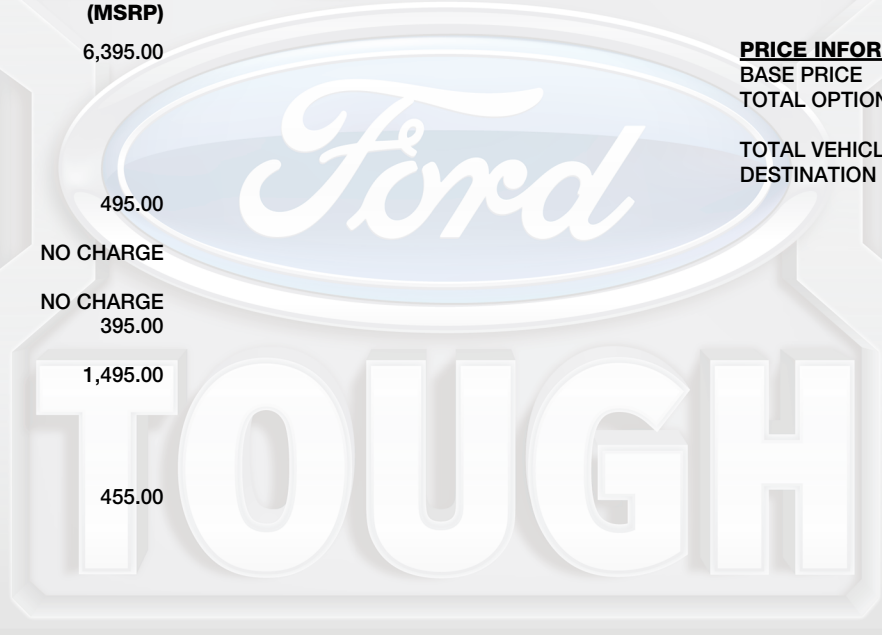 (MSRP)
6,395.00
495.00
NO CHARGE
NO CHARGE
395.00
1,495.00
455.00
PRICE INFOR
BASE PRICE
TOTAL OPTION
TOTAL VEHICL
DESTINATION
Ford
TOUGH